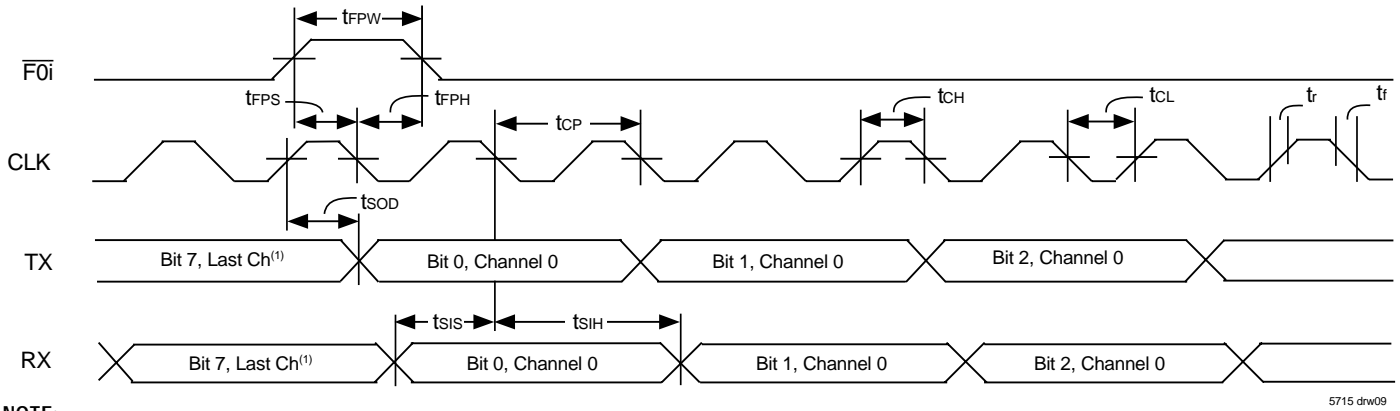 tFPW
F0i
tFPS
tFPH
tCP
tCH
tCL
tr
tf
CLK
tSOD
TX
Bit 7, Last Ch(1)
Bit 0, Channel 0
Bit 1, Channel 0
Bit 2, Channel 0
tSIS
tSIH
RX
Bit 7, Last Ch(1)
Bit 0, Channel 0
Bit 1, Channel 0
Bit 2, Channel 0
5715 drw09
NOTE